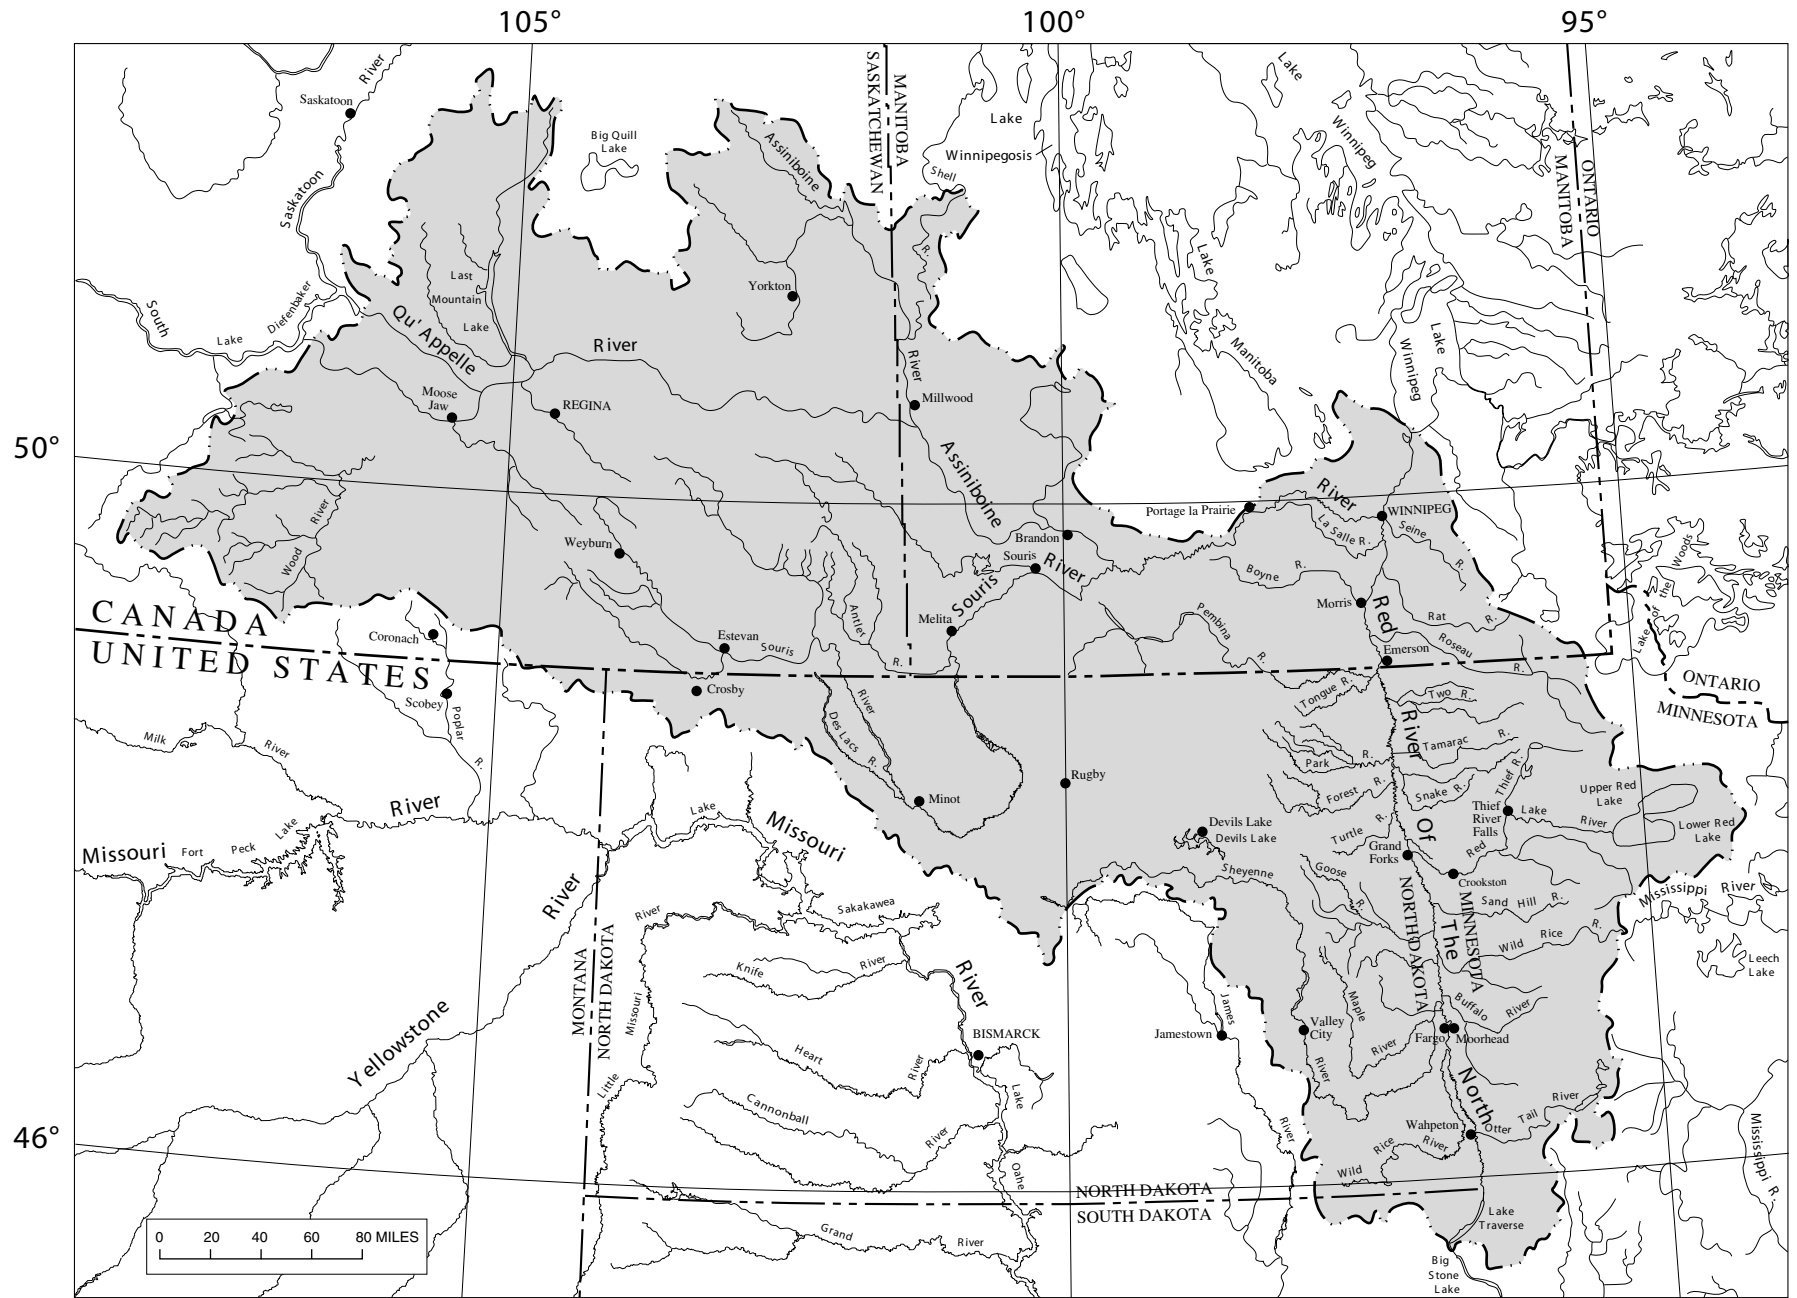 105°
100°
95°
50°
46°
Saskatoon
River
Saskatoon
South
Lake
Diefenbaker
Big Quill
Lake
Assiniboine
SASKATCHEWAN
MANITOBA
Lake
Winnipegosis
Shell
R.
Lake
Winnipeg
MANITOBA
ONTARIO
Last
Mountain
Lake
Qu' Appelle
River
Yorkton
Moose
Jaw
REGINA
River
Millwood
Assiniboine
Lake
Manitoba
Winnipeg
Lake
Portage la Prairie
River
WINNIPEG
La Salle R.
Seine
R.
Brandon
Souris
River
Souris
Melita
Boyne
R.
Morris
Red
Rat
R.
Roseau
R.
Emerson
Pembina
R.
Tongue R.
Two R.
Lake
of the
Woods
ONTARIO
MINNESOTA
River
Wood
Weyburn
Estevan
Souris
Antler
R.
Crosby
CANADA
UNITED STATES
Coronach
Scobey
Poplar
R.
Milk
River
Missouri
River
Fort
Peck
Lake
River
Des Lacs
R.
Minot
Rugby
Lake
Missouri
Sakakawea
River
Yellowstone
MONTANA
NORTH DAKOTA
River
Missouri
Little
Knife
River
River
BISMARCK
Heart
River
Cannonball
River
Lake
Oahe
Grand
River
Devils Lake
Devils Lake
Sheyenne
Jamestown
James
River
Valley
City
River
Park
R.
Forest
R.
Turtle
R.
River
Of
The
North
Tamarac
R.
Snake
R.
Thief R.
Thief
River
Falls
Lake
River
Red
Upper Red
Lake
Lower Red
Lake
Grand
Forks
Crookston
Goose
R.
NORTH DAKOTA
MINNESOTA
Sand Hill R.
Wild Rice R.
Mississippi River
Leech
Lake
Maple
River
Buffalo
River
Fargo
Moorhead
Wahpeton
Otter
Tail
River
Wild
Rice
River
Mississippi R.
NORTH DAKOTA
SOUTH DAKOTA
Lake
Traverse
Big
Stone
Lake
0 20 40 60 80 MILES